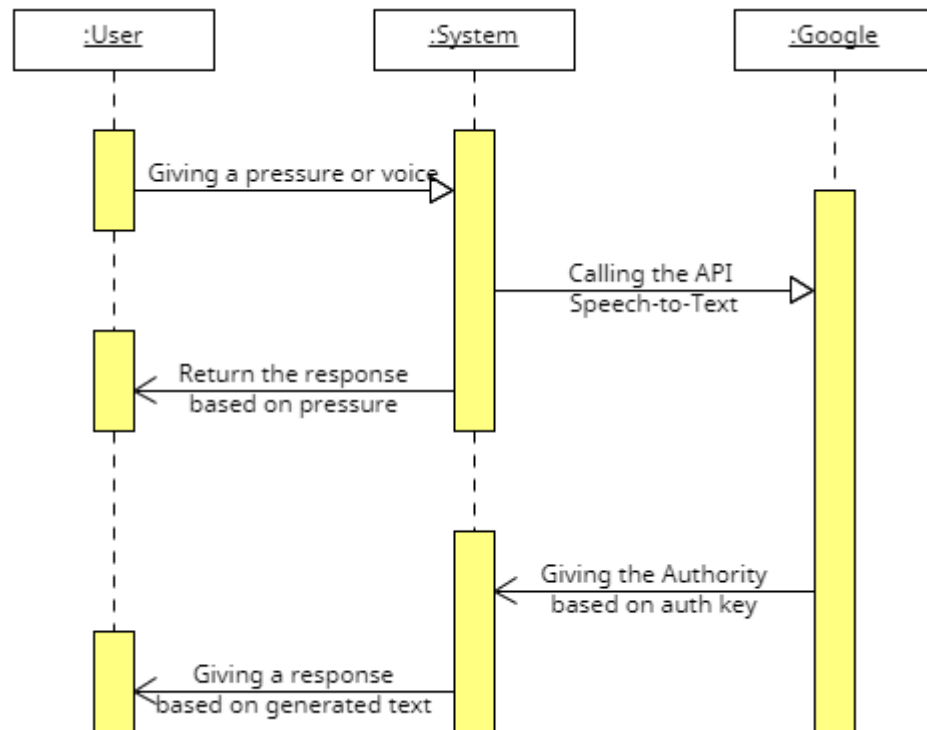 :User
:System
:Google
Giving a pressure or voice
Calling the API
Speech-to-Text
Return the response
based on pressure
Giving the Authority
based on auth key
Giving a response
based on generated text